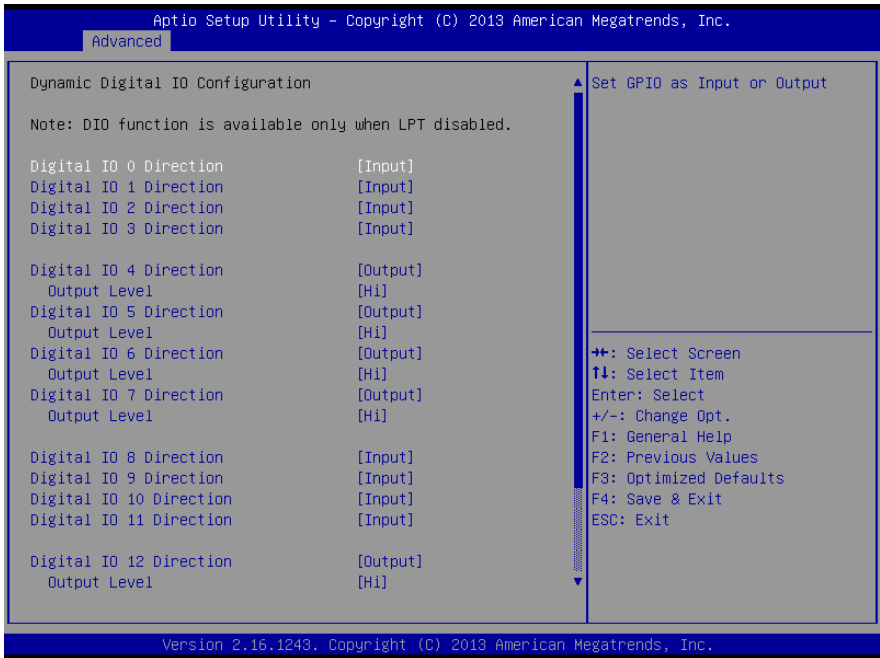 Aptio Setup Utility – Copyright (C) 2013 American Megatrends, Inc.
Advanced
Dynamic Digital IO Configuration
Note: DIO function is available only when LPT disabled.
Digital IO 0 Direction [Input]
Digital IO 1 Direction [Input]
Digital IO 2 Direction [Input]
Digital IO 3 Direction [Input]
Digital IO 4 Direction [Output]
Output Level [Hi]
Digital IO 5 Direction [Output]
Output Level [Hi]
Digital IO 6 Direction [Output]
Output Level [Hi]
Digital IO 7 Direction [Output]
Output Level [Hi]
Digital IO 8 Direction [Input]
Digital IO 9 Direction [Input]
Digital IO 10 Direction [Input]
Digital IO 11 Direction [Input]
Digital IO 12 Direction [Output]
Output Level [Hi]
Set GPIO as Input or Output
→←: Select Screen
↑↓: Select Item
Enter: Select
+/-: Change Opt.
F1: General Help
F2: Previous Values
F3: Optimized Defaults
F4: Save & Exit
ESC: Exit
Version 2.16.1243. Copyright (C) 2013 American Megatrends, Inc.